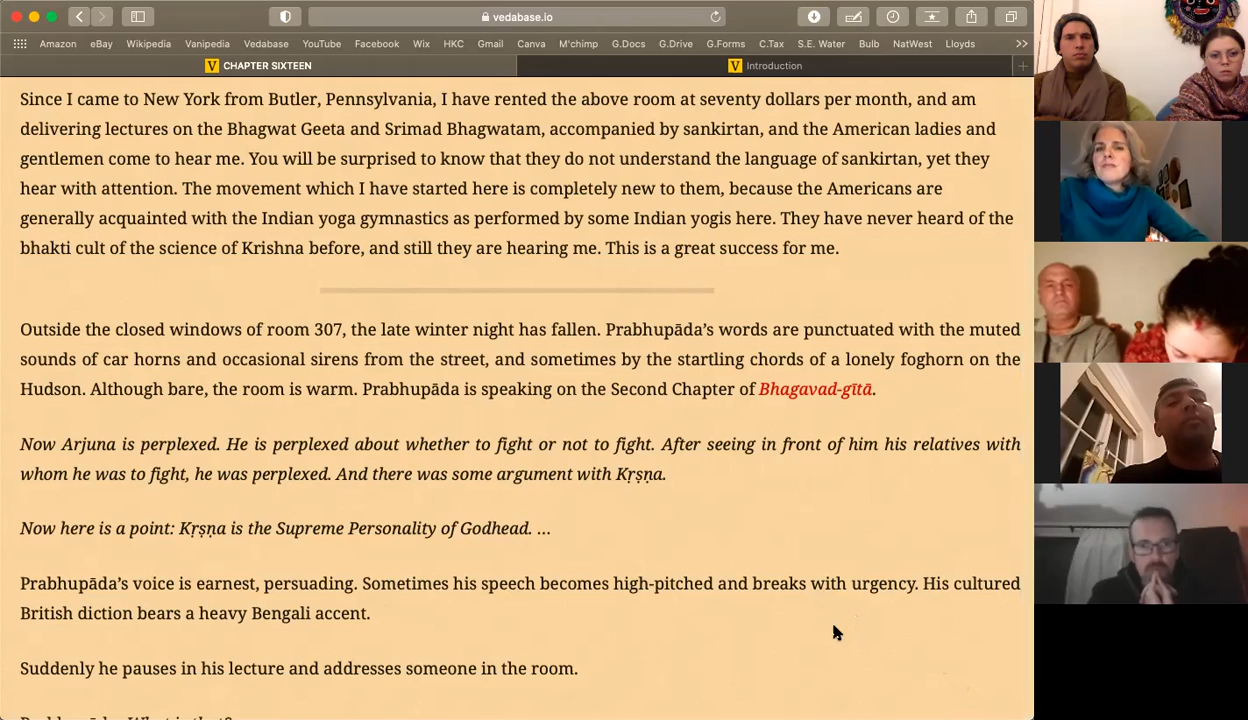 vedabase.io
Amazon eBay Wikipedia Vanipedia Vedabase YouTube Facebook Wix HKC Gmail Canva M'chimp G.Docs G.Drive G.Forms C.Tax S.E. Water Bulb NatWest Lloyds
V CHAPTER SIXTEEN V Introduction
Since I came to New York from Butler, Pennsylvania, I have rented the above room at seventy dollars per month, and am
delivering lectures on the Bhagwat Geeta and Srimad Bhagwatam, accompanied by sankirtan, and the American ladies and
gentlemen come to hear me. You will be surprised to know that they do not understand the language of sankirtan, yet they
hear with attention. The movement which I have started here is completely new to them, because the Americans are
generally acquainted with the Indian yoga gymnastics as performed by some Indian yogis here. They have never heard of the
bhakti cult of the science of Krishna before, and still they are hearing me. This is a great success for me.
Outside the closed windows of room 307, the late winter night has fallen. Prabhupāda’s words are punctuated with the muted
sounds of car horns and occasional sirens from the street, and sometimes by the startling chords of a lonely foghorn on the
Hudson. Although bare, the room is warm. Prabhupāda is speaking on the Second Chapter of Bhagavad-gītā.
Now Arjuna is perplexed. He is perplexed about whether to fight or not to fight. After seeing in front of him his relatives with
whom he was to fight, he was perplexed. And there was some argument with Kṛṣṇa.
Now here is a point: Kṛṣṇa is the Supreme Personality of Godhead. …
Prabhupāda’s voice is earnest, persuading. Sometimes his speech becomes high-pitched and breaks with urgency. His cultured
British diction bears a heavy Bengali accent.
Suddenly he pauses in his lecture and addresses someone in the room.